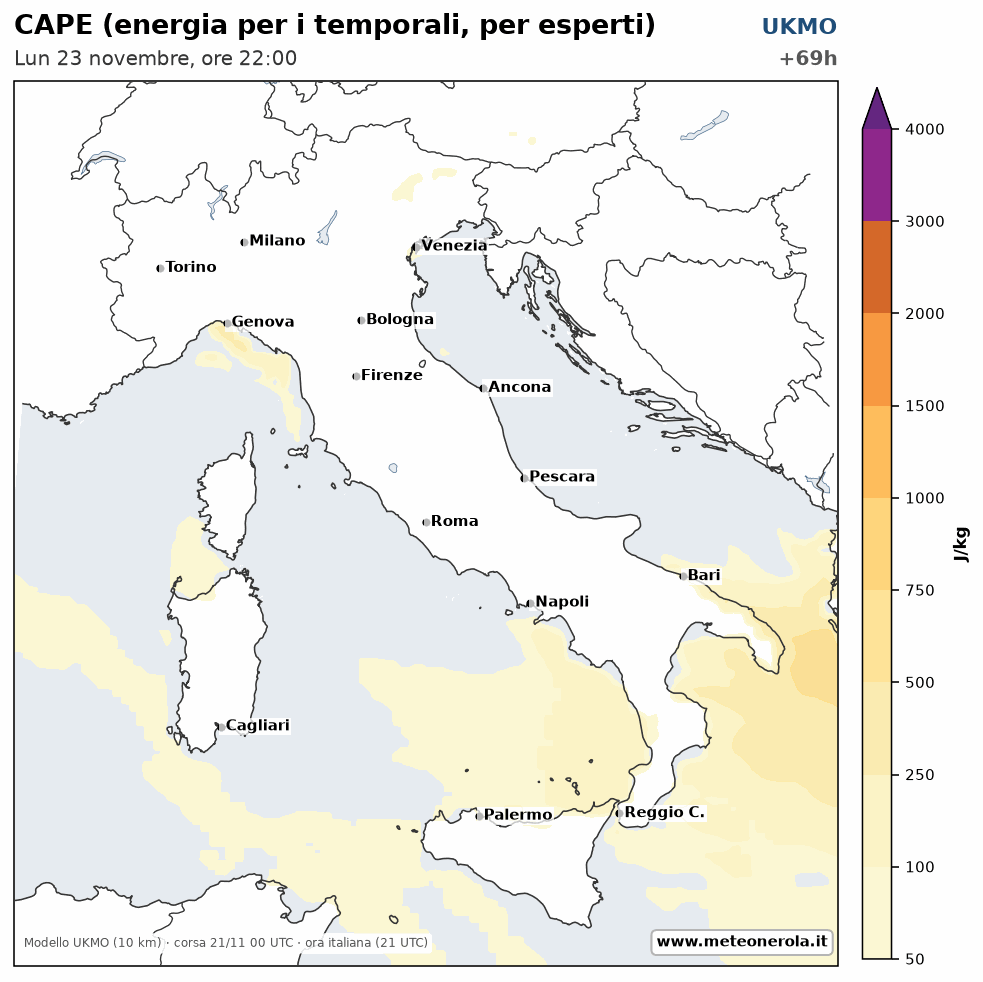 CAPE (energia per i temporali, per esperti)
UKMO
Lun 23 novembre, ore 22:00
+69h
Milano
Venezia
Torino
Genova
Bologna
Firenze
Ancona
Pescara
Roma
Bari
Napoli
Cagliari
Palermo
Reggio C.
4000
3000
2000
1500
1000
750
500
250
100
50
J/kg
Modello UKMO (10 km) · corsa 21/11 00 UTC · ora italiana (21 UTC)
www.meteonerola.it